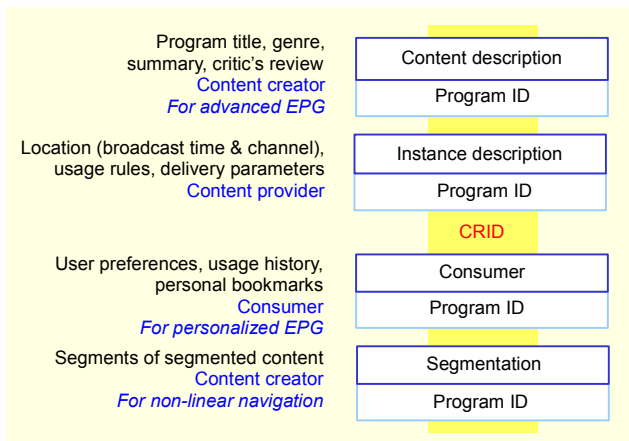 Program title, genre,
summary, critic's review
Content creator
For advanced EPG
Content description
Program ID
Location (broadcast time & channel),
usage rules, delivery parameters
Content provider
Instance description
Program ID
CRID
User preferences, usage history,
personal bookmarks
Consumer
For personalized EPG
Consumer
Program ID
Segments of segmented content
Content creator
For non-linear navigation
Segmentation
Program ID